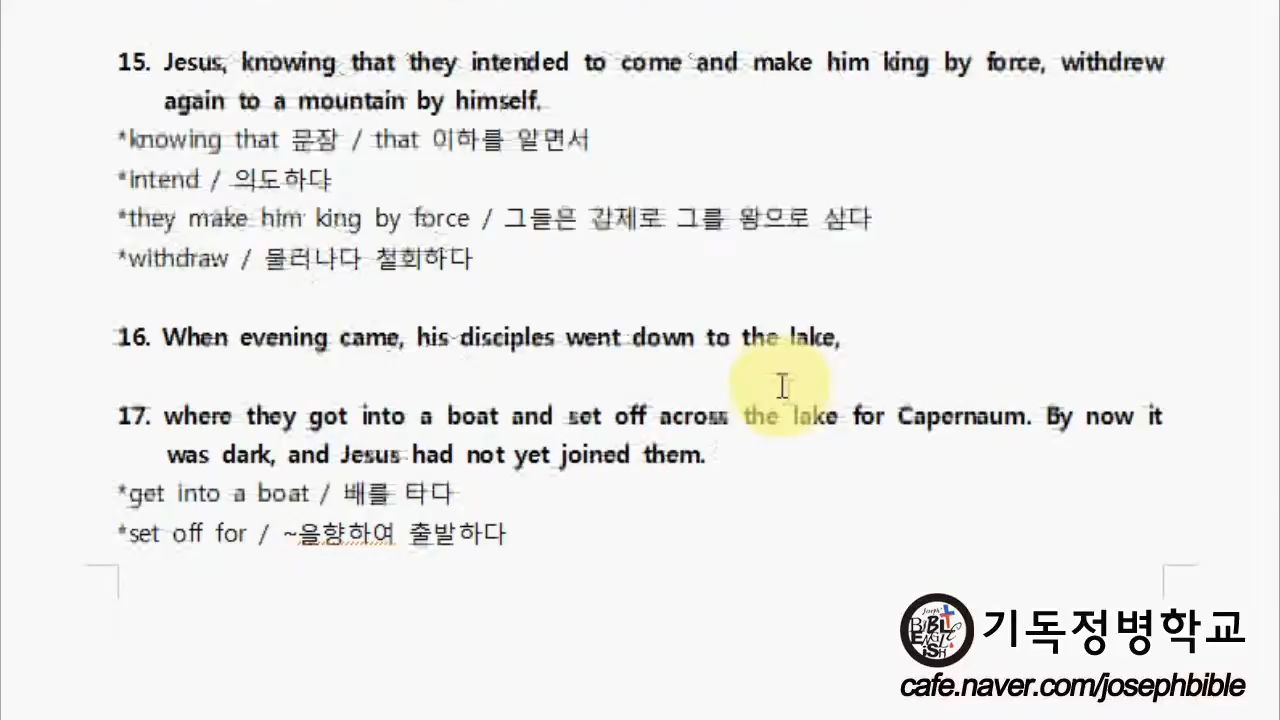 15. Jesus, knowing that they intended to come and make him king by force, withdrew
again to a mountain by himself.
*knowing that 문장 / that 이하를 알면서
*intend / 의도하다
*they make him king by force / 그들은 강제로 그를 왕으로 삼다
*withdraw / 물러나다 철회하다
16. When evening came, his disciples went down to the lake,
17. where they got into a boat and set off across the lake for Capernaum. By now it
was dark, and Jesus had not yet joined them.
*get into a boat / 배를 타다
*set off for / ~을향하여 출발하다
Joseph
BIBLE
ENGL
iSH
기독정병학교
cafe.naver.com/josephbible